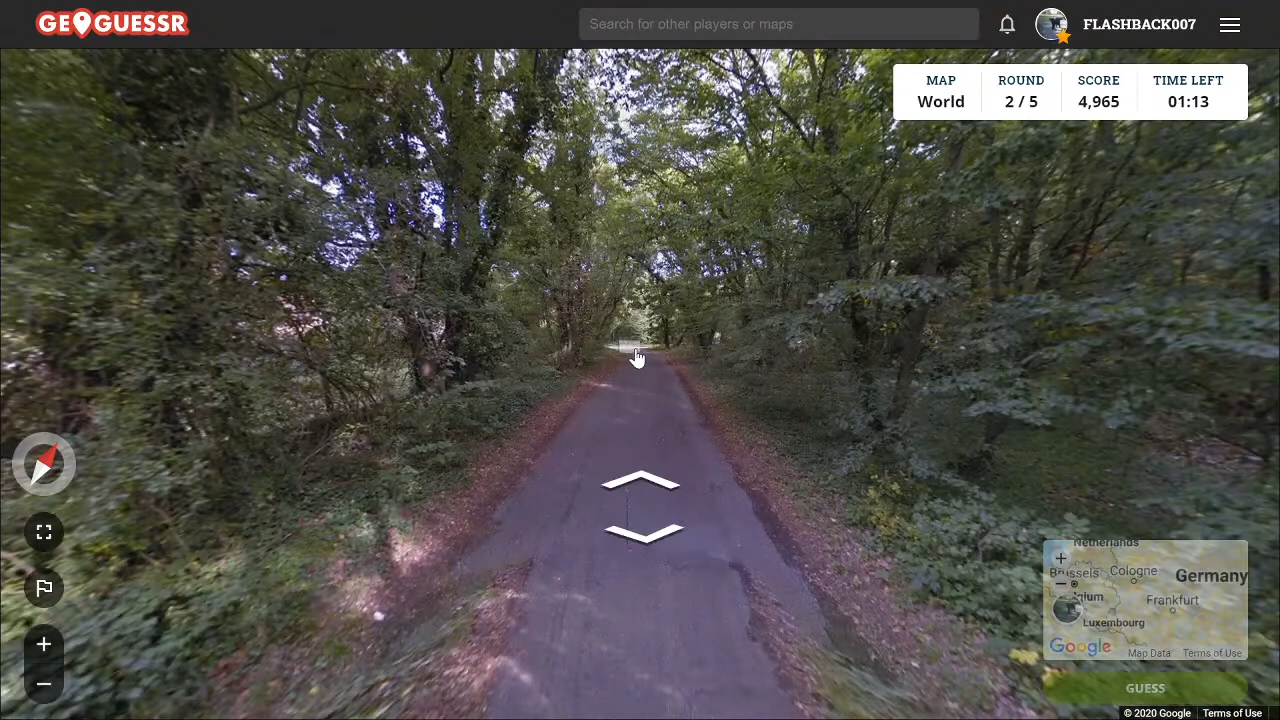 GEOGUESSR
Search for other players or maps
FLASHBACK007
MAP ROUND SCORE TIME LEFT
World 2 / 5 4,965 01:13
Netherlands
Brussels Cologne Germany
Frankfurt
Luxembourg
Google Map Data Terms of Use
GUESS
© 2020 Google Terms of Use